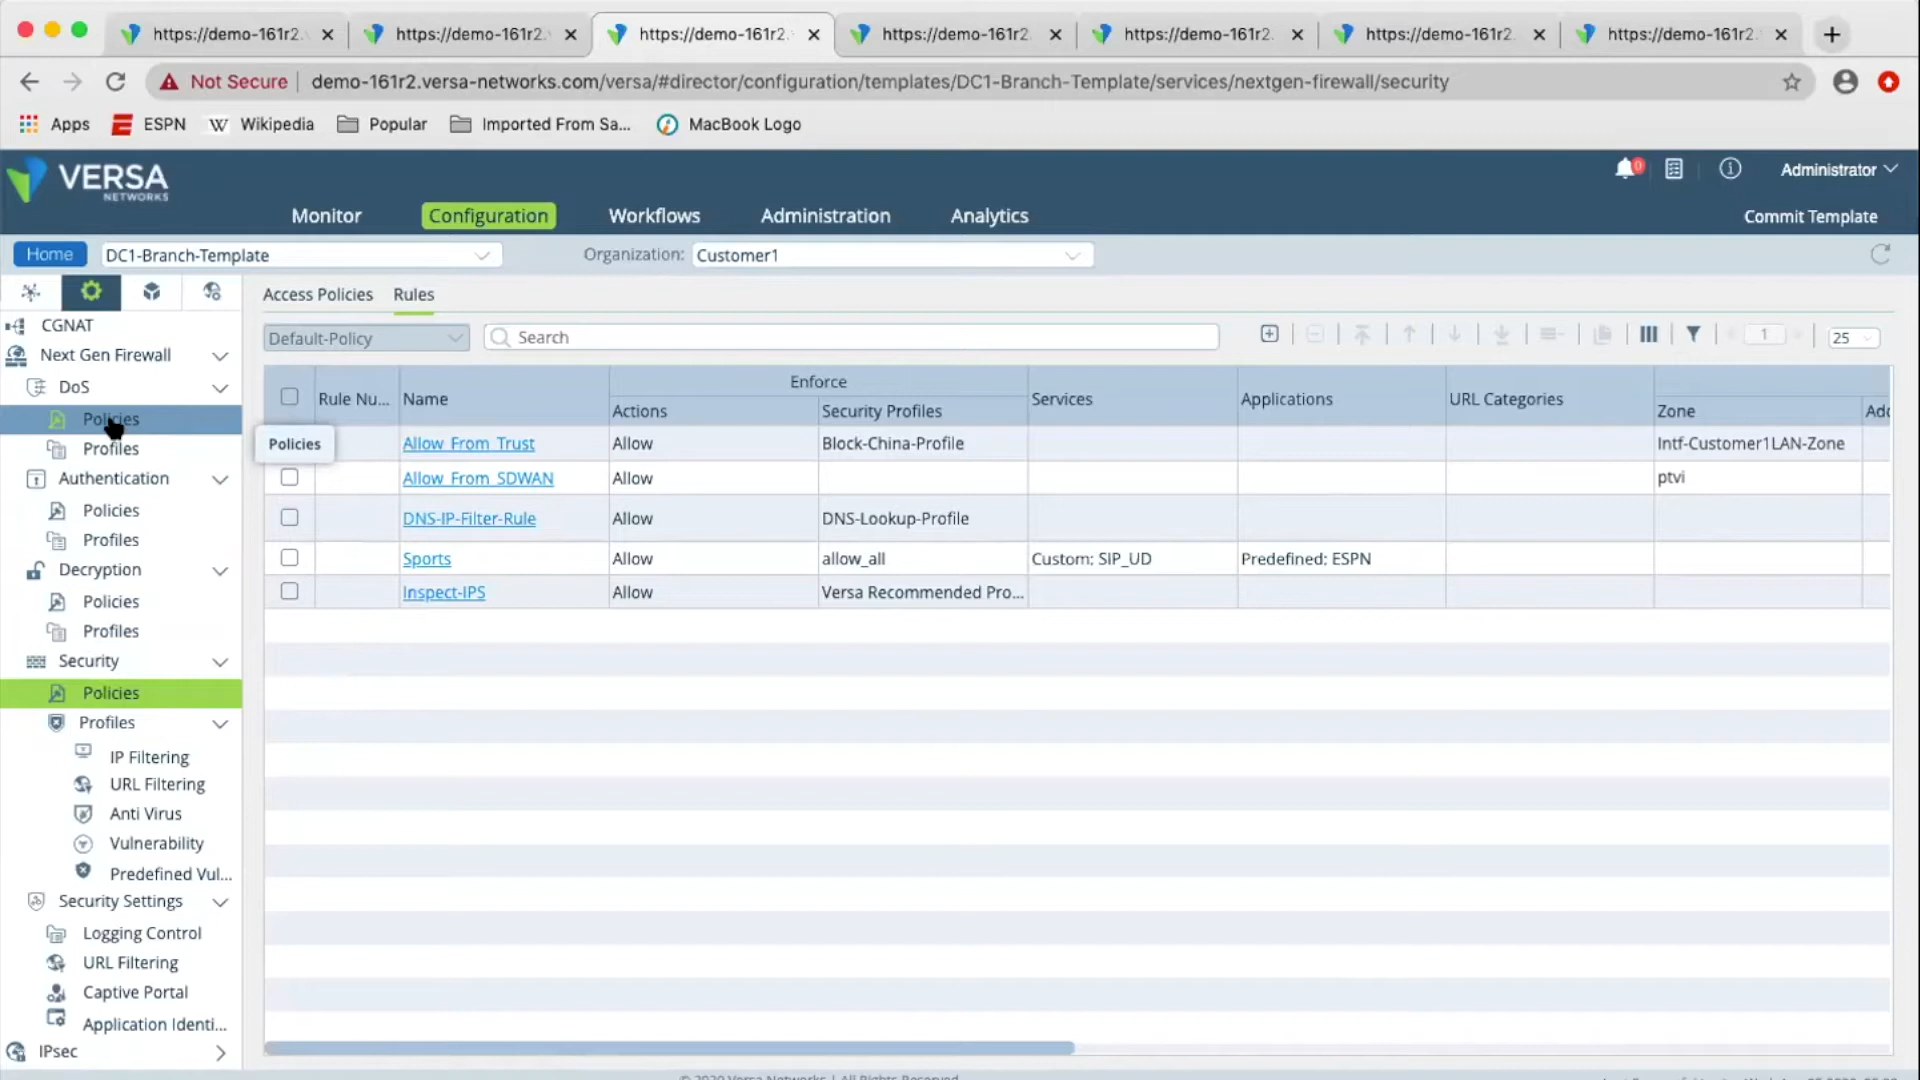 https://demo-161r2. https://demo-161r2. https://demo-161r2. https://demo-161r2. https://demo-161r2. https://demo-161r2. https://demo-161r2.
Not Secure demo-161r2.versa-networks.com/versa/#director/configuration/templates/DC1-Branch-Template/services/nextgen-firewall/security
Apps ESPN W Wikipedia Popular Imported From Sa... MacBook Logo
VERSA NETWORKS 0 Administrator
Monitor Configuration Workflows Administration Analytics Commit Template
Home DC1-Branch-Template Organization: Customer1
Access Policies Rules
Default-Policy Search 1 25
CGNAT
Next Gen Firewall
DoS
Policies
Profiles
Authentication
Policies
Profiles
Decryption
Policies
Profiles
Security
Policies
Profiles
IP Filtering
URL Filtering
Anti Virus
Vulnerability
Predefined Vul...
Security Settings
Logging Control
URL Filtering
Captive Portal
Application Identi...
IPsec
Policies
Enforce
Rule Nu... Name Actions Security Profiles Services Applications URL Categories Zone
Allow_From_Trust Allow Block-China-Profile Intf-Customer1LAN-Zone
Allow_From_SDWAN Allow ptvi
DNS-IP-Filter-Rule Allow DNS-Lookup-Profile
Sports Allow allow_all Custom: SIP_UD Predefined: ESPN
Inspect-IPS Allow Versa Recommended Pro...
© 2020 Versa Networks | All Rights Reserved